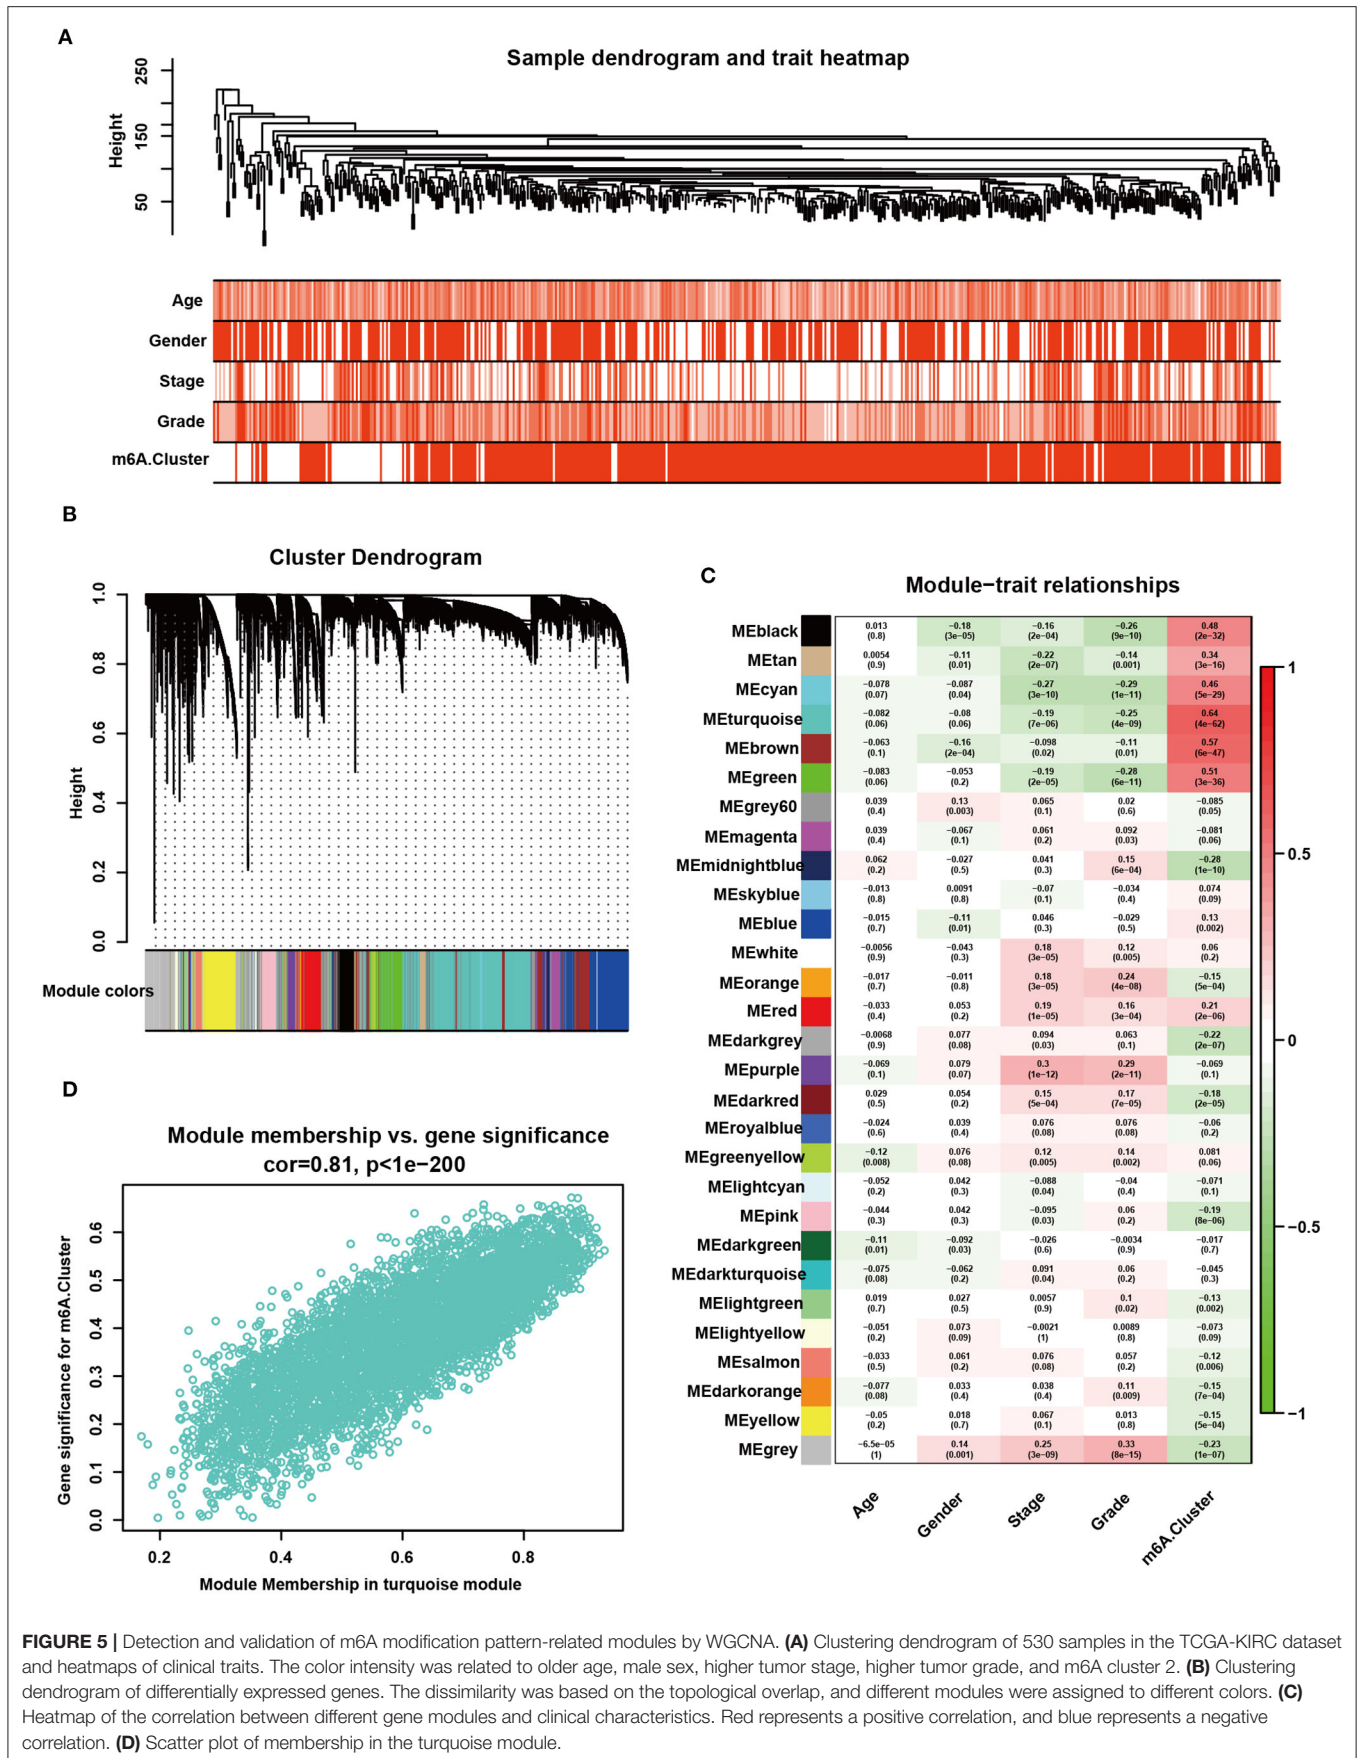 A
Sample dendrogram and trait heatmap
Height
250
150
50
Age
Gender
Stage
Grade
m6A.Cluster
B
Cluster Dendrogram
Height
1.0
0.8
0.6
0.4
0.2
0.0
Module colors
C
Module−trait relationships
MEblack 0.013 (0.8) −0.18 (3e−05) −0.16 (2e−04) −0.26 (9e−10) 0.48 (2e−32)
MEtan 0.0054 (0.9) −0.11 (0.01) −0.22 (2e−07) −0.14 (0.001) 0.34 (3e−16)
MEcyan −0.078 (0.07) −0.087 (0.04) −0.27 (3e−10) −0.29 (1e−11) 0.46 (5e−29)
MEturquoise −0.082 (0.06) −0.08 (0.06) −0.19 (7e−06) −0.25 (4e−09) 0.64 (4e−62)
MEbrown −0.063 (0.1) −0.16 (2e−04) −0.098 (0.02) −0.11 (0.01) 0.57 (6e−47)
MEgreen −0.083 (0.06) −0.053 (0.2) −0.19 (2e−05) −0.28 (6e−11) 0.51 (3e−36)
MEgrey60 0.039 (0.4) 0.13 (0.003) 0.065 (0.1) 0.02 (0.6) −0.085 (0.05)
MEmagenta 0.039 (0.4) −0.067 (0.1) 0.061 (0.2) 0.092 (0.03) −0.081 (0.06)
MEmidnightblue 0.062 (0.2) −0.027 (0.5) 0.041 (0.3) 0.15 (6e−04) −0.28 (1e−10)
MEskyblue −0.013 (0.8) 0.0091 (0.8) −0.07 (0.1) −0.034 (0.4) 0.074 (0.09)
MEblue −0.015 (0.7) −0.11 (0.01) 0.046 (0.3) −0.029 (0.5) 0.13 (0.002)
MEwhite −0.0056 (0.9) −0.043 (0.3) 0.18 (3e−05) 0.12 (0.005) 0.06 (0.2)
MEorange −0.017 (0.7) −0.011 (0.8) 0.18 (3e−05) 0.24 (4e−08) −0.15 (5e−04)
MEred −0.033 (0.4) 0.053 (0.2) 0.19 (1e−05) 0.16 (3e−04) 0.21 (2e−06)
MEdarkgrey −0.0068 (0.9) 0.077 (0.08) 0.094 (0.03) 0.063 (0.1) −0.22 (2e−07)
MEpurple −0.069 (0.1) 0.079 (0.07) 0.3 (1e−12) 0.29 (2e−11) −0.069 (0.1)
MEdarkred 0.029 (0.5) 0.054 (0.2) 0.15 (5e−04) 0.17 (7e−05) −0.18 (2e−05)
MEroyalblue −0.024 (0.6) 0.039 (0.4) 0.076 (0.08) 0.076 (0.08) −0.06 (0.2)
MEgreenyellow −0.12 (0.008) 0.076 (0.08) 0.12 (0.005) 0.14 (0.002) 0.081 (0.06)
MElightcyan −0.052 (0.2) 0.042 (0.3) −0.088 (0.04) −0.04 (0.4) −0.071 (0.1)
MEpink −0.044 (0.3) 0.042 (0.3) −0.095 (0.03) 0.06 (0.2) −0.19 (8e−06)
MEdarkgreen −0.11 (0.01) −0.092 (0.03) −0.026 (0.6) −0.0034 (0.9) −0.017 (0.7)
MEdarkturquoise −0.075 (0.08) −0.062 (0.2) 0.091 (0.04) 0.06 (0.2) −0.045 (0.3)
MElightgreen 0.019 (0.7) 0.027 (0.5) 0.0057 (0.9) 0.1 (0.02) −0.13 (0.002)
MElightyellow −0.051 (0.2) 0.073 (0.09) −0.0021 (1) 0.0089 (0.8) −0.073 (0.09)
MEsalmon −0.033 (0.5) 0.061 (0.2) 0.076 (0.08) 0.057 (0.2) −0.12 (0.006)
MEdarkorange −0.077 (0.08) 0.033 (0.4) 0.038 (0.4) 0.11 (0.009) −0.15 (7e−04)
MEyellow −0.05 (0.2) 0.018 (0.7) 0.067 (0.1) 0.013 (0.8) −0.15 (5e−04)
MEgrey −6.5e−05 (1) 0.14 (0.001) 0.25 (3e−09) 0.33 (8e−15) −0.23 (1e−07)
Age Gender Stage Grade m6A.Cluster
1
0.5
0
−0.5
−1
D
Module membership vs. gene significance
cor=0.81, p<1e−200
Gene significance for m6A.Cluster
0.6
0.5
0.4
0.3
0.2
0.1
0.0
0.2 0.4 0.6 0.8
Module Membership in turquoise module
FIGURE 5 | Detection and validation of m6A modification pattern-related modules by WGCNA. (A) Clustering dendrogram of 530 samples in the TCGA-KIRC dataset
and heatmaps of clinical traits. The color intensity was related to older age, male sex, higher tumor stage, higher tumor grade, and m6A cluster 2. (B) Clustering
dendrogram of differentially expressed genes. The dissimilarity was based on the topological overlap, and different modules were assigned to different colors. (C)
Heatmap of the correlation between different gene modules and clinical characteristics. Red represents a positive correlation, and blue represents a negative
correlation. (D) Scatter plot of membership in the turquoise module.